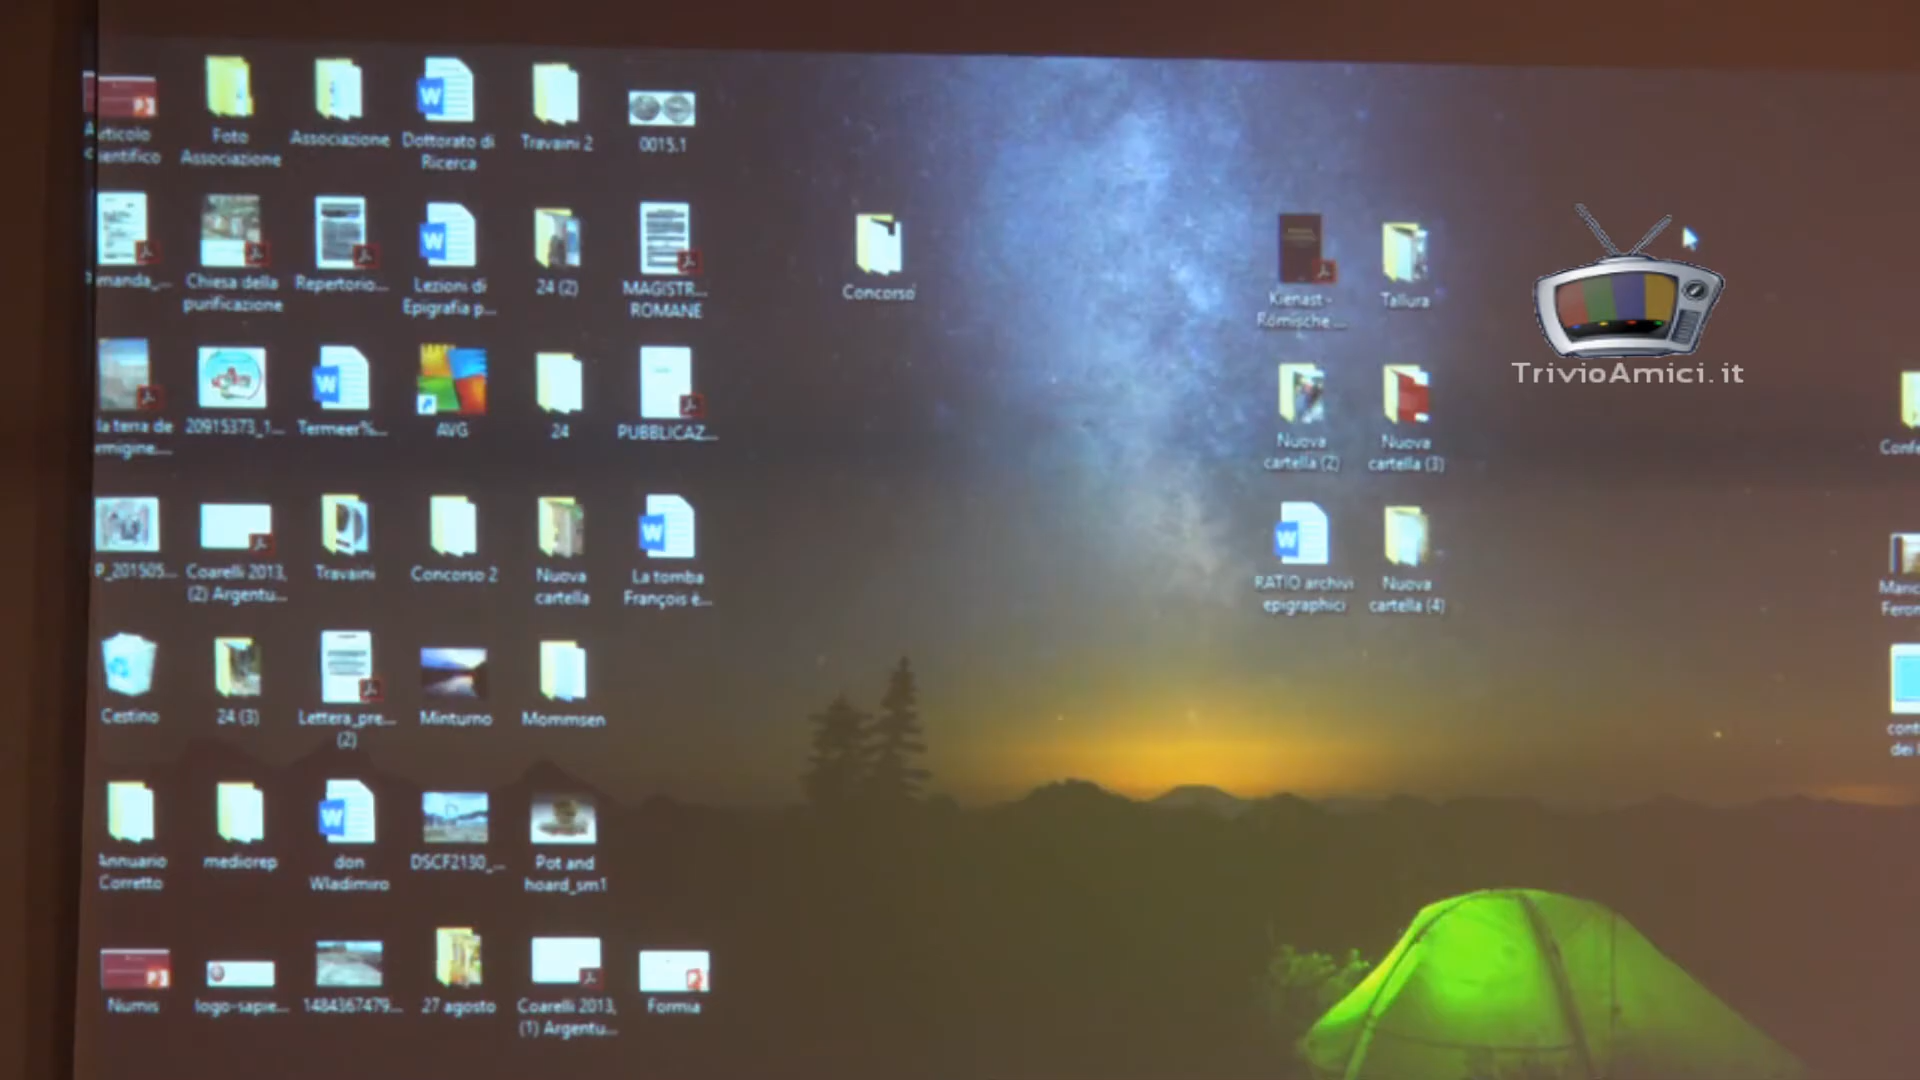 Articolo
Scientifico
Foto
Associazione
Associazione
Dottorato di
Ricerca
Travaini 2
0015.1
Chiesa della
purificazione
Repertorio...
Lezioni di
Epigrafia p...
24 (2)
MAGISTR...
ROMANE
Concorso
Kienast -
Römische ...
Tallura
TrivioAmici.it
la terra de
20915373_1...
Termeer%...
AVG
24
PUBBLICAZ...
Nuova
cartella (2)
Nuova
cartella (3)
Confe
P_201505...
Coarelli 2013,
(2) Argentu...
Travaini
Concorso 2
Nuova
cartella
La tomba
François è...
RATIO archivi
epigraphici
Nuova
cartella (4)
Feron
Cestino
24 (3)
Lettera_pre...
(2)
Minturno
Mommsen
cont
dei
Annuario
Corretto
mediorep
don
Wladimiro
DSCF2130_...
Pot and
hoard_sm1
Numis
logo-sapie...
1484367479...
27 agosto
Coarelli 2013,
(1) Argentu...
Formia